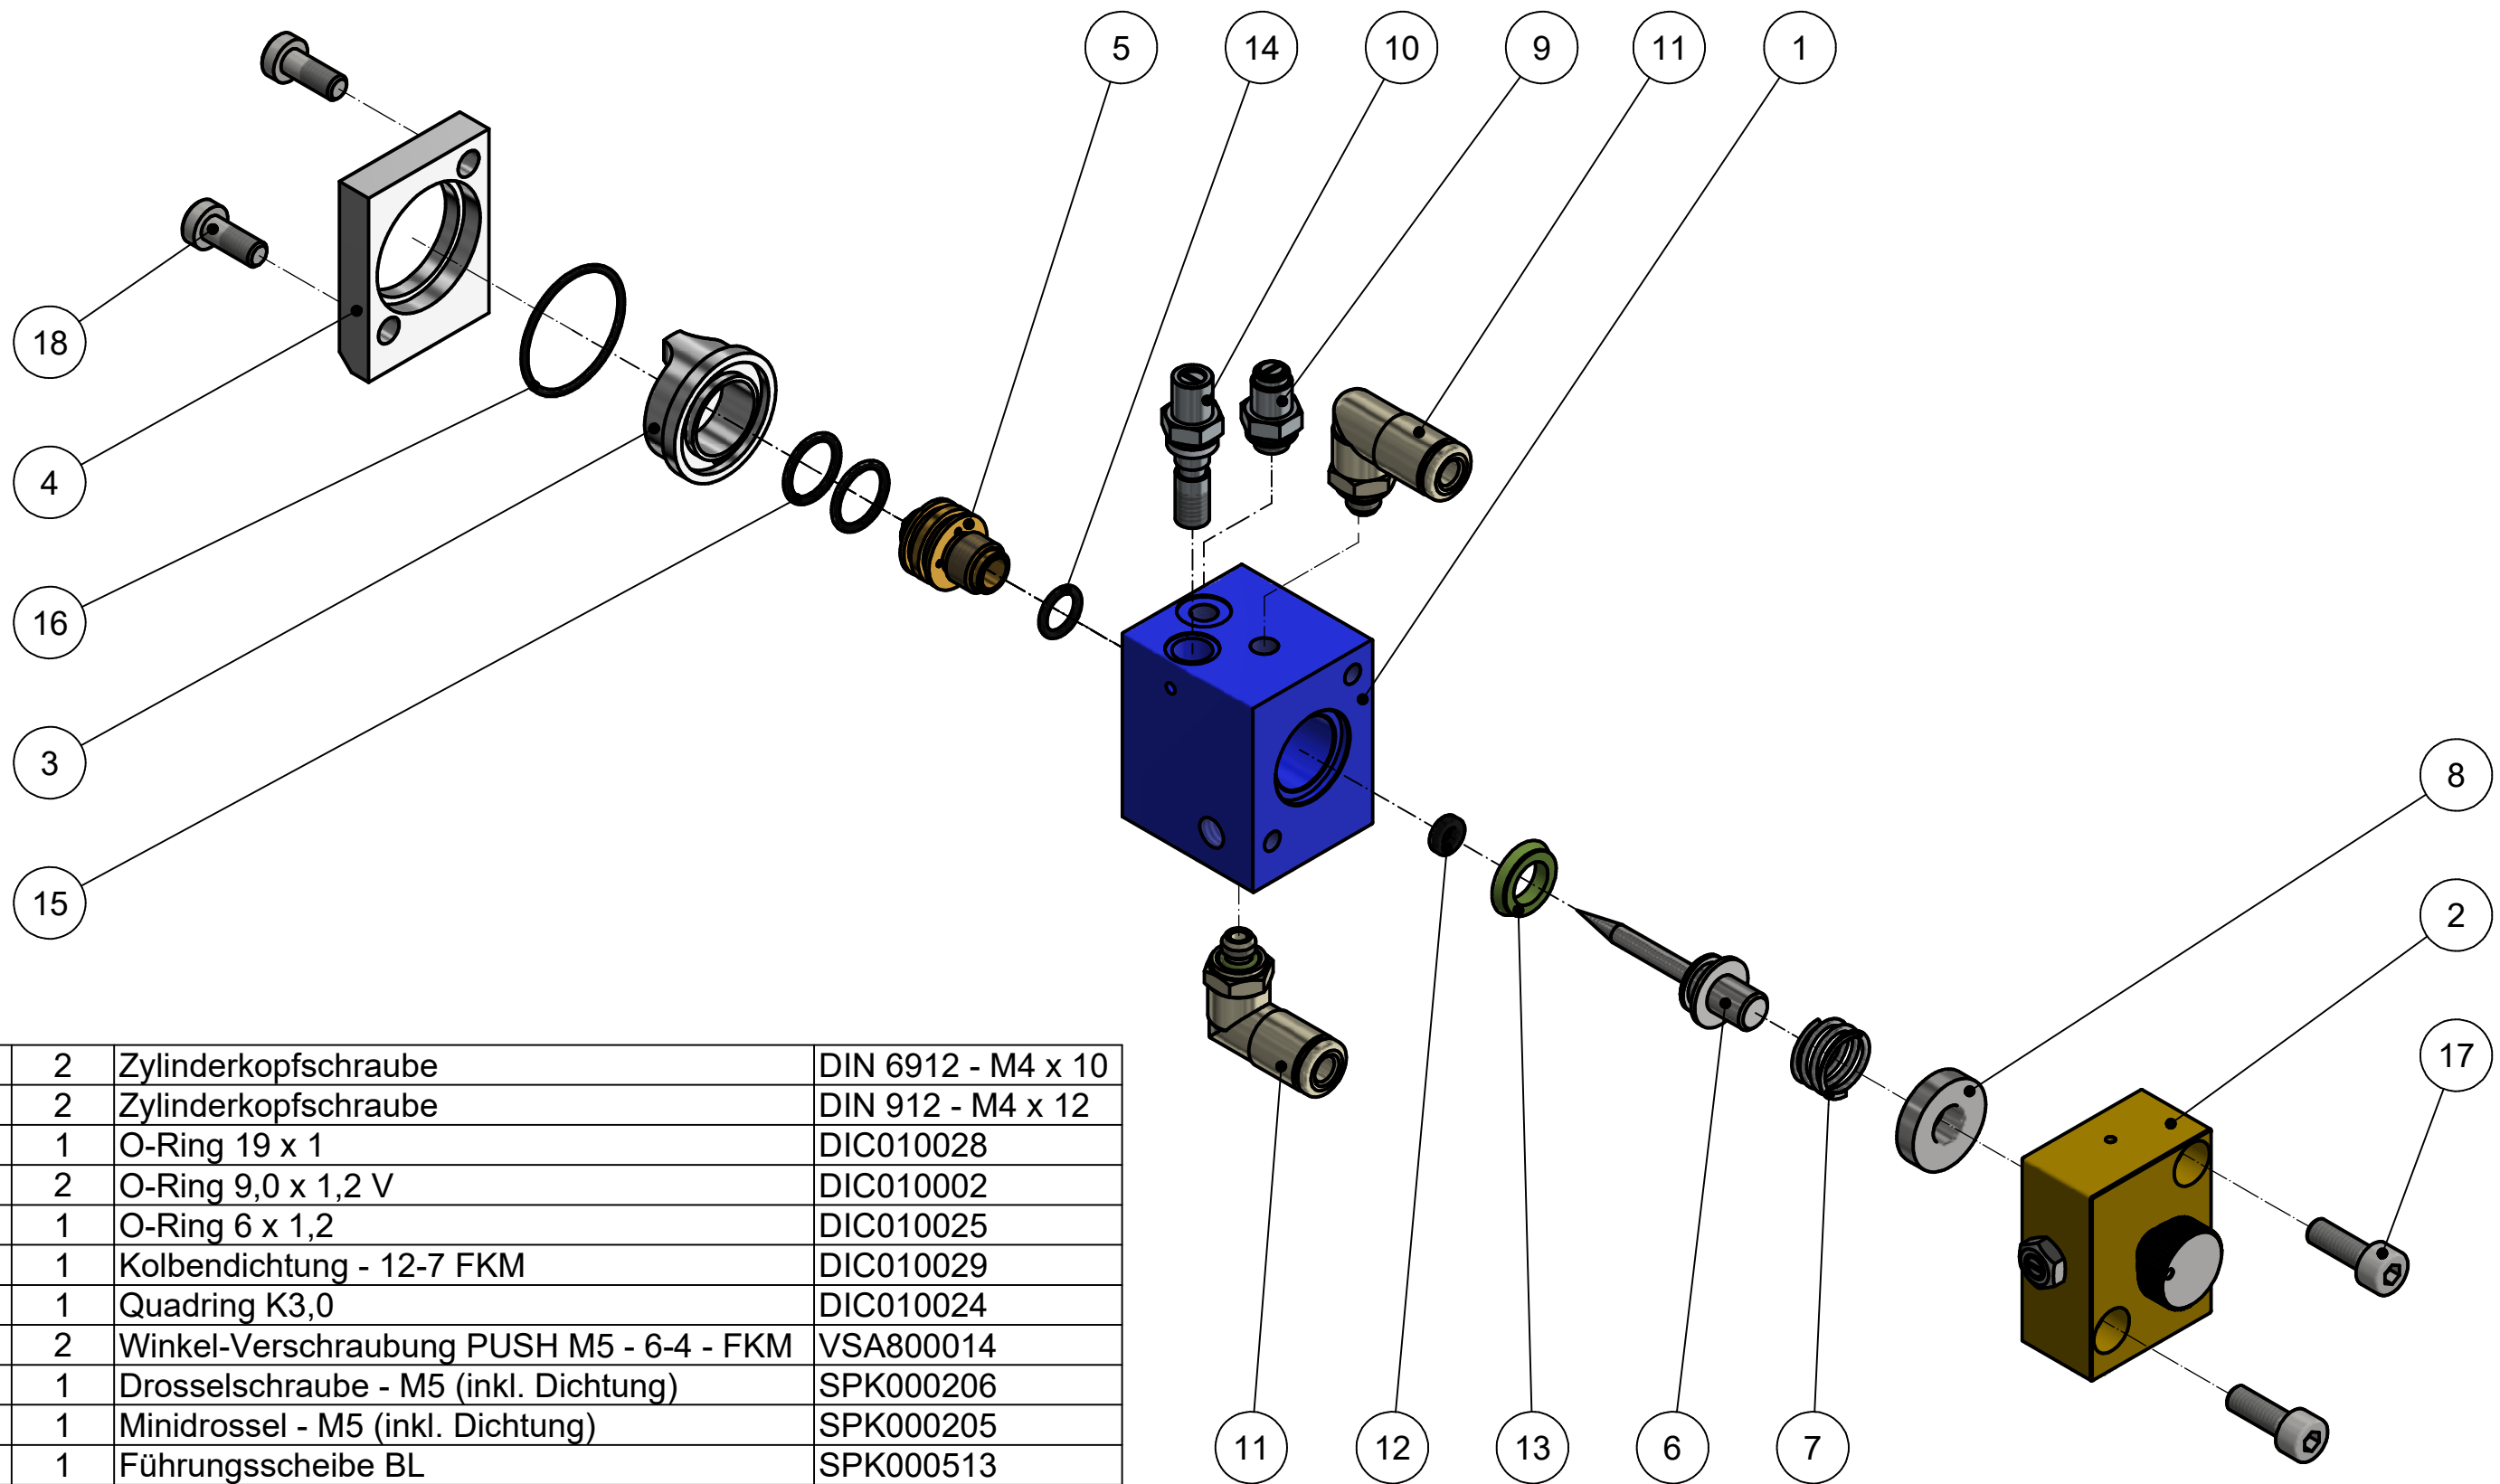 5 14 10 9 11 1
18
4
16
3
15
8
2
17
2 Zylinderkopfschraube DIN 6912 - M4 x 10
2 Zylinderkopfschraube DIN 912 - M4 x 12
1 O-Ring 19 x 1 DIC010028
2 O-Ring 9,0 x 1,2 V DIC010002
1 O-Ring 6 x 1,2 DIC010025
1 Kolbendichtung - 12-7 FKM DIC010029
1 Quadring K3,0 DIC010024
2 Winkel-Verschraubung PUSH M5 - 6-4 - FKM VSA800014
1 Drosselschraube - M5 (inkl. Dichtung) SPK000206
1 Minidrossel - M5 (inkl. Dichtung) SPK000205
1 Führungsscheibe BL SPK000513
11 12 13 6 7